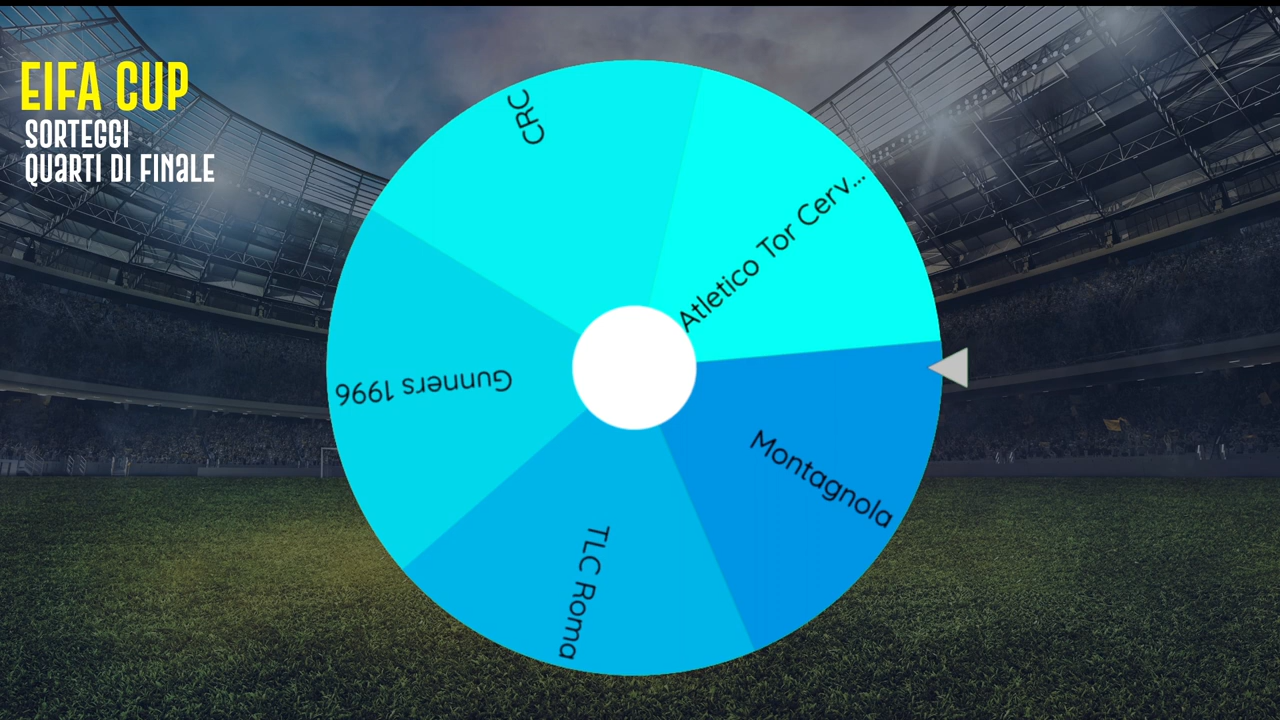 EIFA CUP
SORTEGGI
QUARTI DI FINALE
CRC
Atletico Tor Cerv...
Gunners 1996
Montagnola
TLC Roma